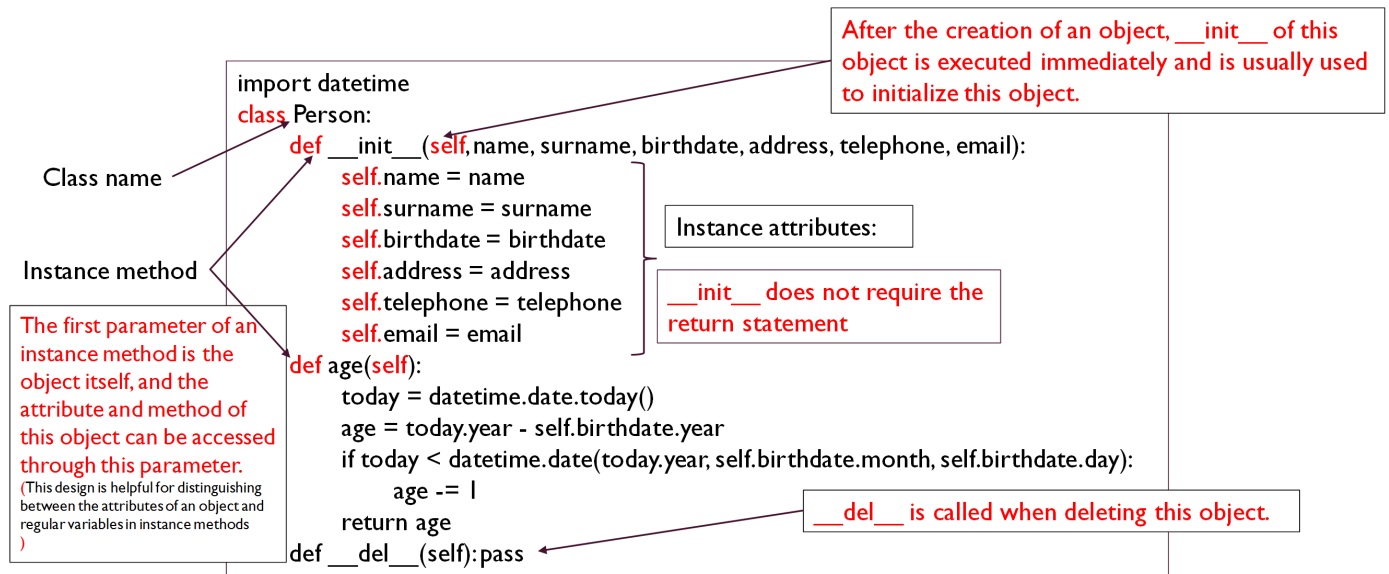 After the creation of an object, __init__ of this
object is executed immediately and is usually used
to initialize this object.
import datetime
class Person:
def __init__(self, name, surname, birthdate, address, telephone, email):
Class name
self.name = name
self.surname = surname
self.birthdate = birthdate
self.address = address
self.telephone = telephone
self.email = email
Instance attributes:
__init__ does not require the
return statement
Instance method
The first parameter of an
instance method is the
object itself, and the
attribute and method of
this object can be accessed
through this parameter.
(This design is helpful for distinguishing
between the attributes of an object and
regular variables in instance methods
)
def age(self):
today = datetime.date.today()
age = today.year - self.birthdate.year
if today < datetime.date(today.year, self.birthdate.month, self.birthdate.day):
age -= 1
return age
def __del__(self): pass
__del__ is called when deleting this object.